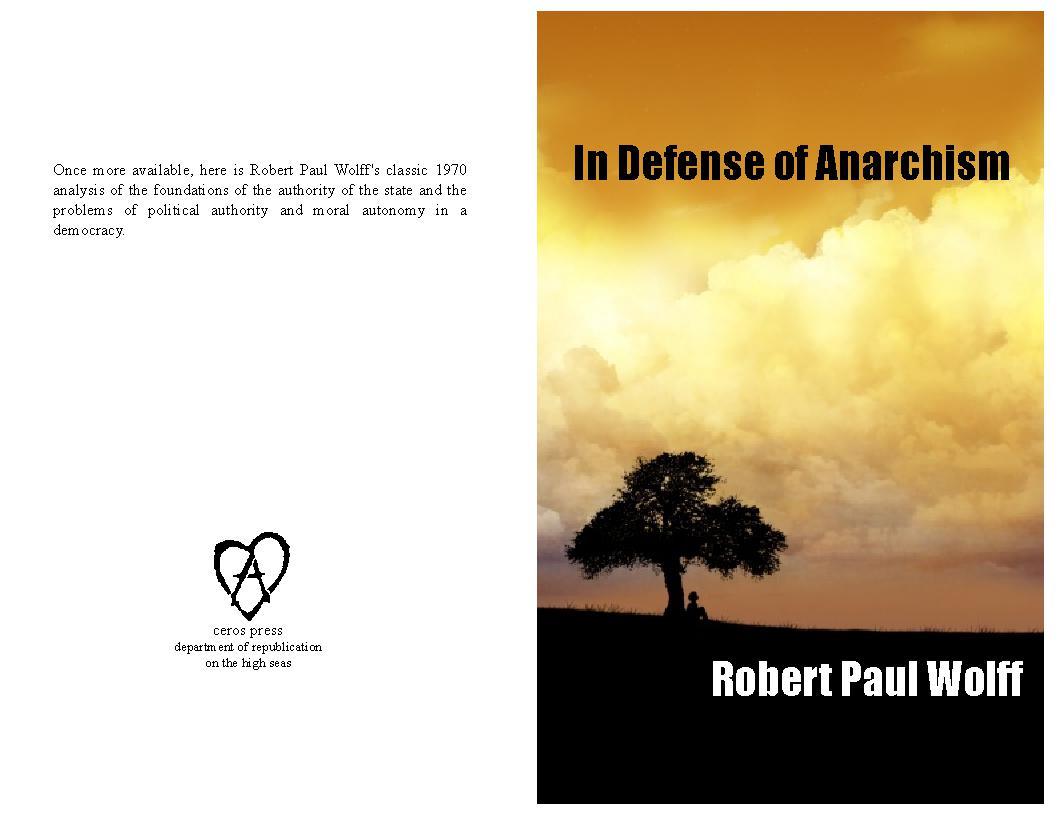 Once more available, here is Robert Paul Wolff's classic 1970
analysis of the foundations of the authority of the state and the
problems of political authority and moral autonomy in a
democracy.
A
ceros press
department of republication
on the high seas
In Defense of Anarchism
Robert Paul Wolff